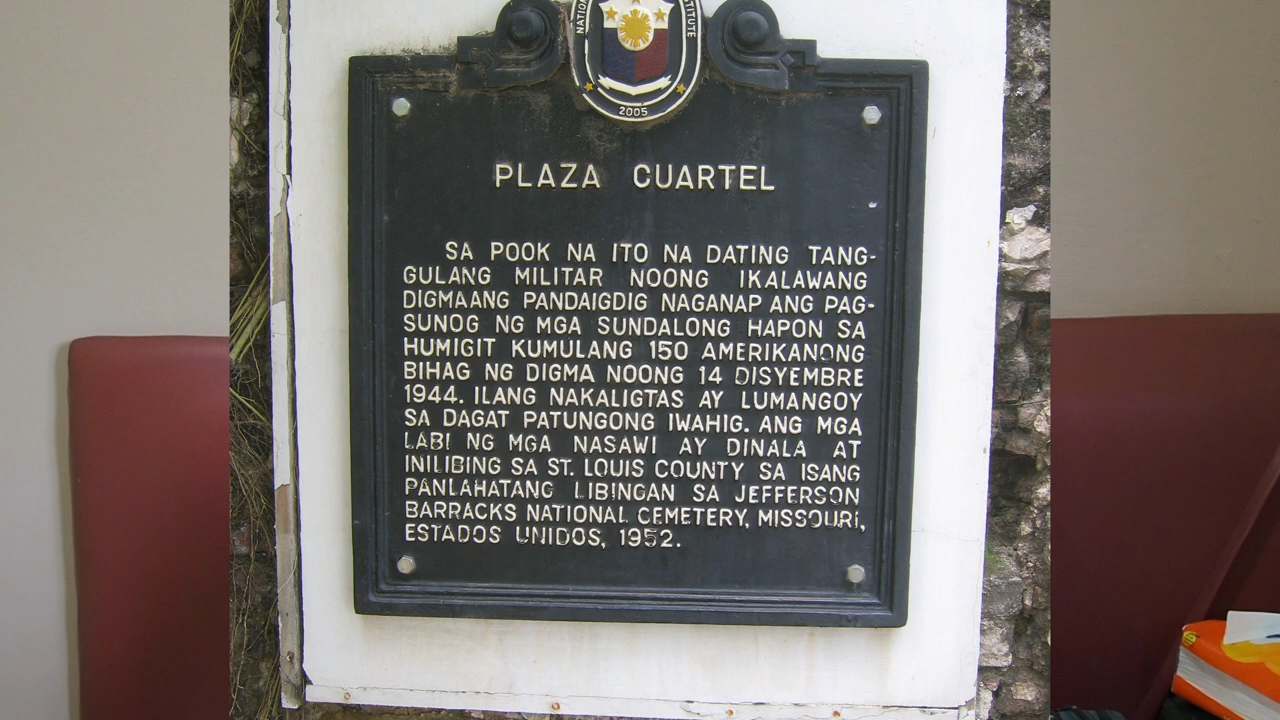 2005
PLAZA CUARTEL
SA POOK NA ITO NA DATING TANG-
GULANG MILITAR NOONG IKALAWANG
DIGMAANG PANDAIGDIG NAGANAP ANG PAG-
SUNOG NG MGA SUNDALONG HAPON SA
HUMIGIT KUMULANG 150 AMERIKANONG
BIHAG NG DIGMA NOONG 14 DISYEMBRE
1944. ILANG NAKALIGTAS AY LUMANGOY
SA DAGAT PATUNGONG IWAHIG. ANG MGA
LABI NG MGA NASAWI AY DINALA AT
INILIBING SA ST. LOUIS COUNTY SA ISANG
PANLAHATANG LIBINGAN SA JEFFERSON
BARRACKS NATIONAL CEMETERY, MISSOURI,
ESTADOS UNIDOS, 1952.